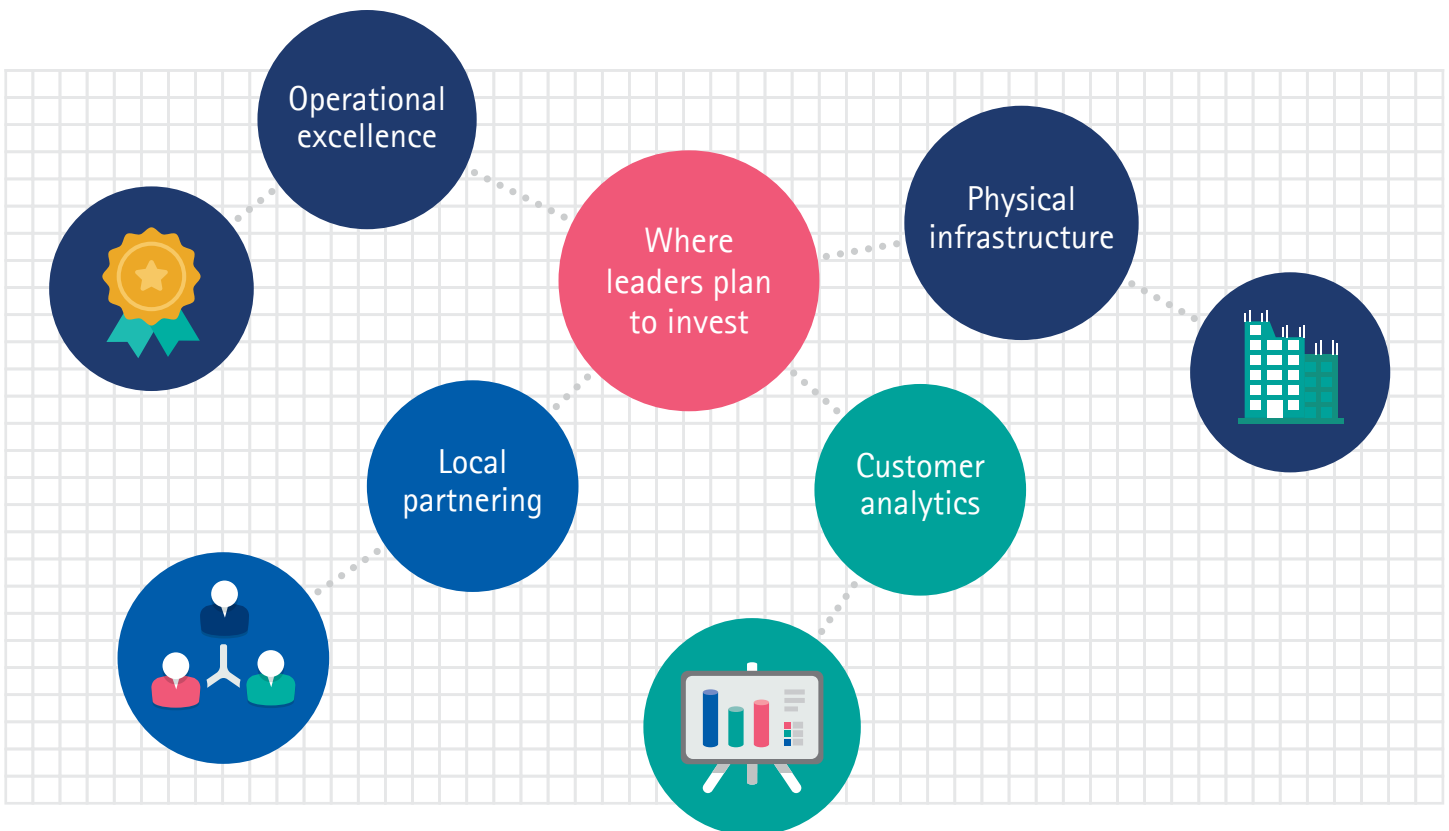 Operational
excellence
Where
leaders plan
to invest
Physical
infrastructure
Local
partnering
Customer
analytics